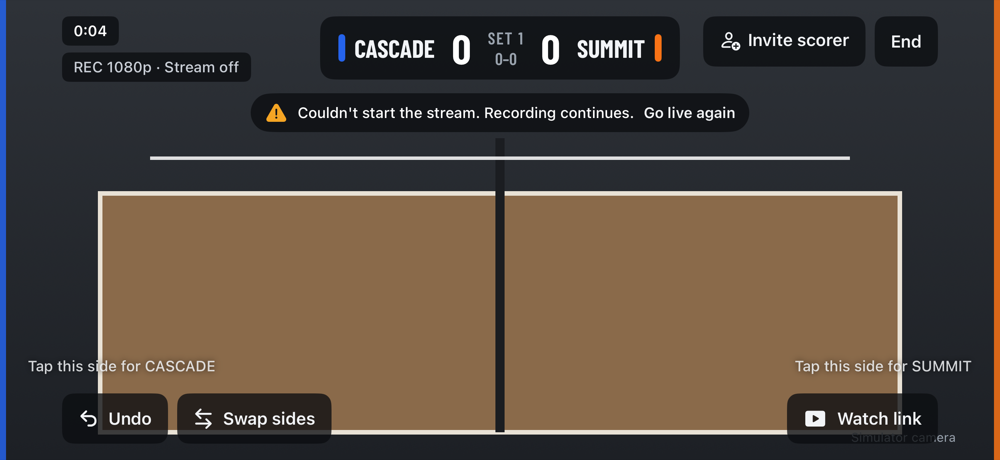 0:04
REC 1080p · Stream off
CASCADE 0 SET 1 0 SUMMIT
0–0
Invite scorer
End
Couldn't start the stream. Recording continues. Go live again
Tap this side for CASCADE
Tap this side for SUMMIT
Undo
Swap sides
Watch link
Simulator camera